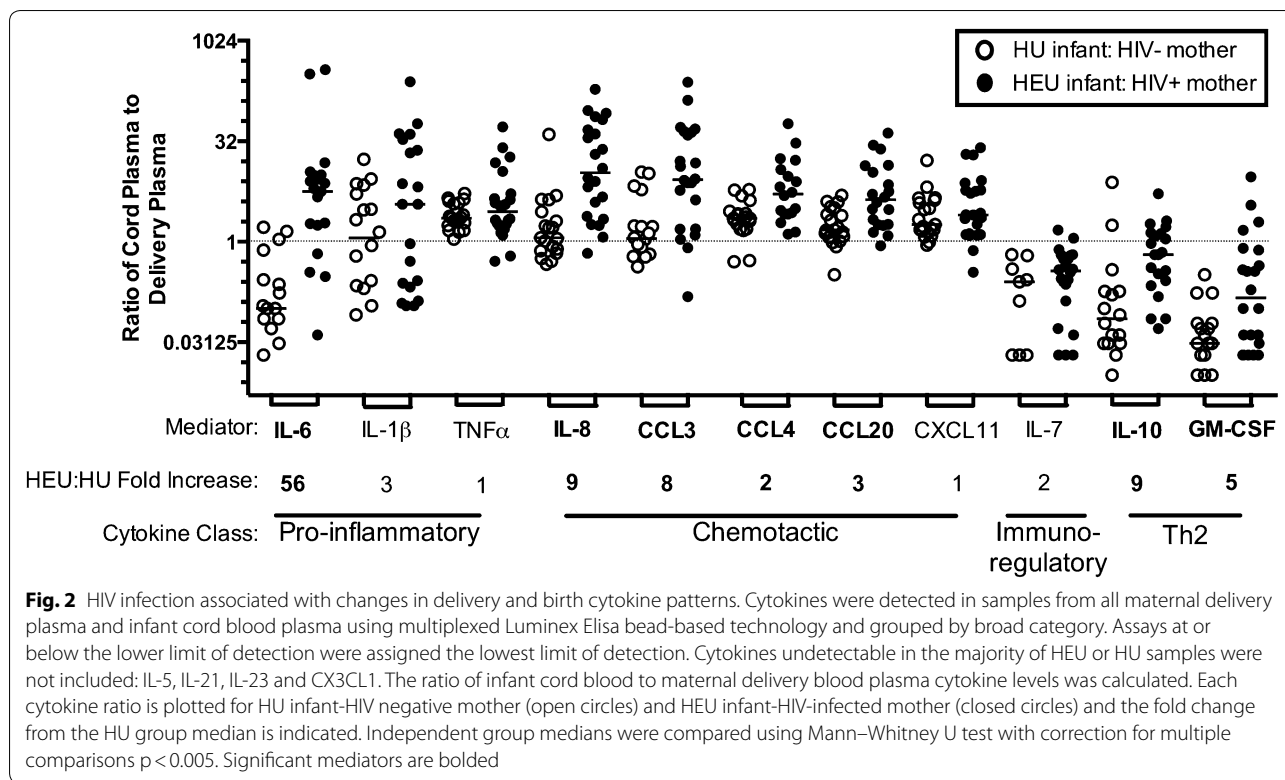 1024
32
1
0.03125
Ratio of Cord Plasma to
Delivery Plasma
HU infant: HIV- mother
HEU infant: HIV+ mother
Mediator: IL-6 IL-1β TNFα IL-8 CCL3 CCL4 CCL20 CXCL11 IL-7 IL-10 GM-CSF
HEU:HU Fold Increase: 56 3 1 9 8 2 3 1 2 9 5
Cytokine Class: Pro-inflammatory Chemotactic Immuno- Th2
regulatory
Fig. 2 HIV infection associated with changes in delivery and birth cytokine patterns. Cytokines were detected in samples from all maternal delivery
plasma and infant cord blood plasma using multiplexed Luminex Elisa bead-based technology and grouped by broad category. Assays at or
below the lower limit of detection were assigned the lowest limit of detection. Cytokines undetectable in the majority of HEU or HU samples were
not included: IL-5, IL-21, IL-23 and CX3CL1. The ratio of infant cord blood to maternal delivery blood plasma cytokine levels was calculated. Each
cytokine ratio is plotted for HU infant-HIV negative mother (open circles) and HEU infant-HIV-infected mother (closed circles) and the fold change
from the HU group median is indicated. Independent group medians were compared using Mann–Whitney U test with correction for multiple
comparisons p < 0.005. Significant mediators are bolded